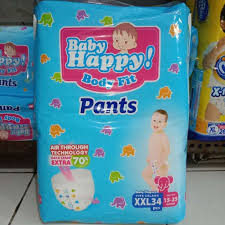 Baby
Happy!
Body Fit
Pants
AIR THROUGH
TECHNOLOGY
EXTRA 70%
XXL34